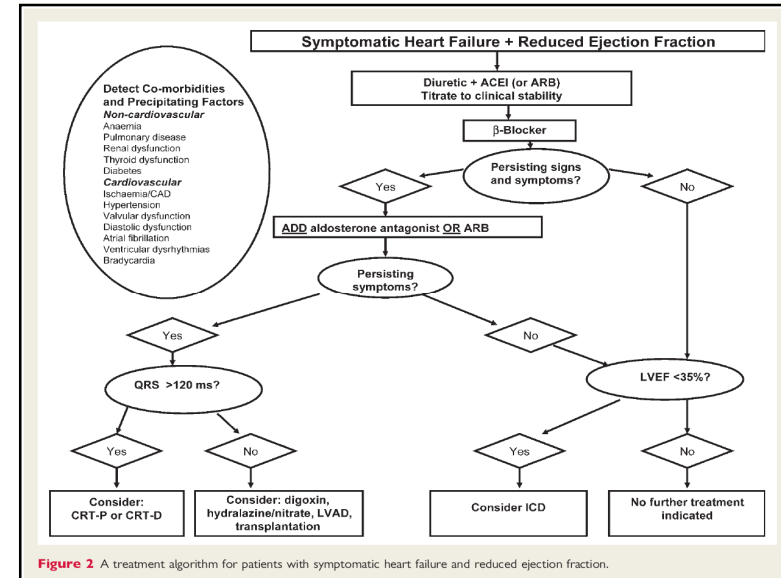 Symptomatic Heart Failure + Reduced Ejection Fraction
Detect Co-morbidities
and Precipitating Factors
Non-cardiovascular
Anaemia
Pulmonary disease
Renal dysfunction
Thyroid dysfunction
Diabetes
Cardiovascular
Ischaemia/CAD
Hypertension
Valvular dysfunction
Diastolic dysfunction
Atrial fibrillation
Ventricular dysrhythmias
Bradycardia
Diuretic + ACEI (or ARB)
Titrate to clinical stability
β-Blocker
Persisting signs
and symptoms?
Yes
No
ADD aldosterone antagonist OR ARB
Persisting
symptoms?
Yes
No
QRS >120 ms?
LVEF <35%?
Yes
No
Yes
No
Consider:
CRT-P or CRT-D
Consider: digoxin,
hydralazine/nitrate, LVAD,
transplantation
Consider ICD
No further treatment
indicated
Figure 2 A treatment algorithm for patients with symptomatic heart failure and reduced ejection fraction.